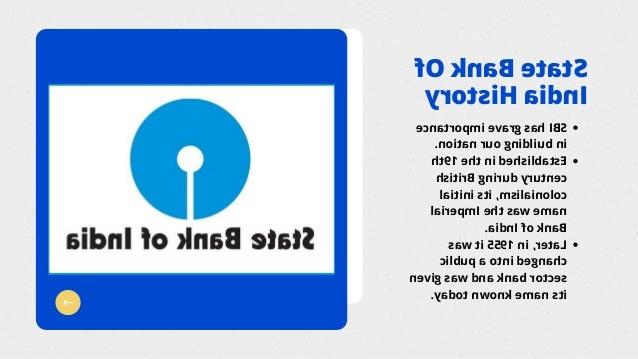 State Bank Of
India History
• SBI has grave importance
in building our nation.
• Established in the 19th
century during British
colonialism, its initial
name was the Imperial
Bank of India.
• Later, in 1955 it was
changed into a public
sector bank and was given
its name known today.
State Bank of India